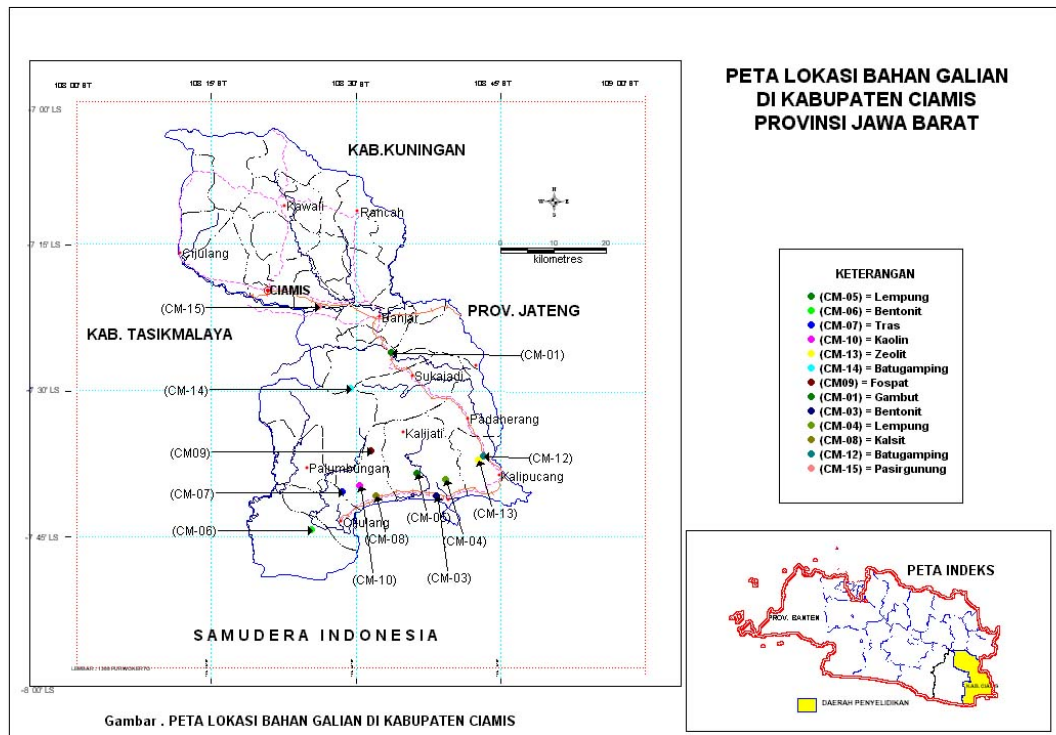 PETA LOKASI BAHAN GALIAN
DI KABUPATEN CIAMIS
PROVINSI JAWA BARAT
108 00' BT
108 15' BT
108 30' BT
108 45' BT
109 00' BT
-7 00' LS
-7 15' LS
-7 30' LS
-7 45' LS
-8 00' LS
KAB.KUNINGAN
Kawali
Rancah
Cijulang
CIAMIS
(CM-15)
Banjar
PROV. JATENG
KAB. TASIKMALAYA
(CM-01)
Sukajadi
(CM-14)
Padaherang
Kalijati
(CM09)
(CM-12)
Palumbungan
Kalipucang
(CM-07)
(CM-13)
(CM-05)
Cijulang
(CM-06)
(CM-08)
(CM-04)
(CM-10)
(CM-03)
SAMUDERA INDONESIA
N
W E
S
0 10 20
kilometres
KETERANGAN
(CM-05) = Lempung
(CM-06) = Bentonit
(CM-07) = Tras
(CM-10) = Kaolin
(CM-13) = Zeolit
(CM-14) = Batugamping
(CM09) = Fospat
(CM-01) = Gambut
(CM-03) = Bentonit
(CM-04) = Lempung
(CM-08) = Kalsit
(CM-12) = Batugamping
(CM-15) = Pasirgunung
PETA INDEKS
PROV. BANTEN
KAB. CIAMIS
DAERAH PENYELIDIKAN
Gambar . PETA LOKASI BAHAN GALIAN DI KABUPATEN CIAMIS